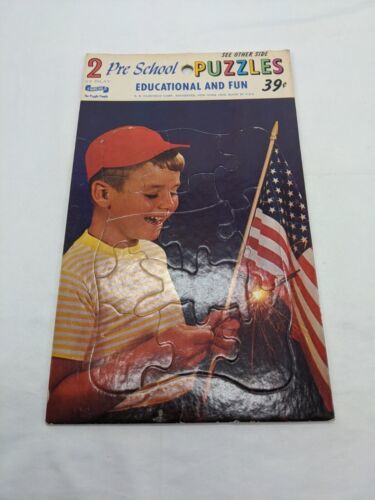 SEE OTHER SIDE
2 Pre School PUZZLES
EDUCATIONAL AND FUN 39¢